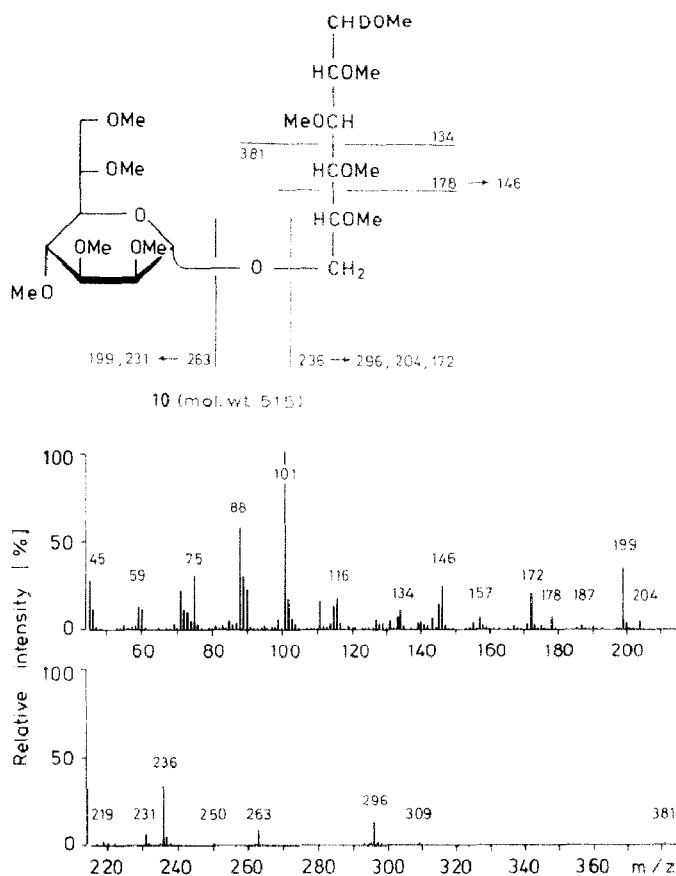 CHDOMe
HCOMe
OMe
MeOCH
134
381
OMe
HCOMe
178 → 146
O
HCOMe
OMe OMe
MeO
O
CH2
199, 231 ← 263
236 → 296, 204, 172
10 (mol. wt. 515)
100
101
88
50
45
59
75
116
134
146
157
172
178
187
199
204
0
60 80 100 120 140 160 180 200
Relative intensity [%]
100
50
236
219
231
250
263
296
309
381
0
220 240 260 280 300 320 340 360 m/z